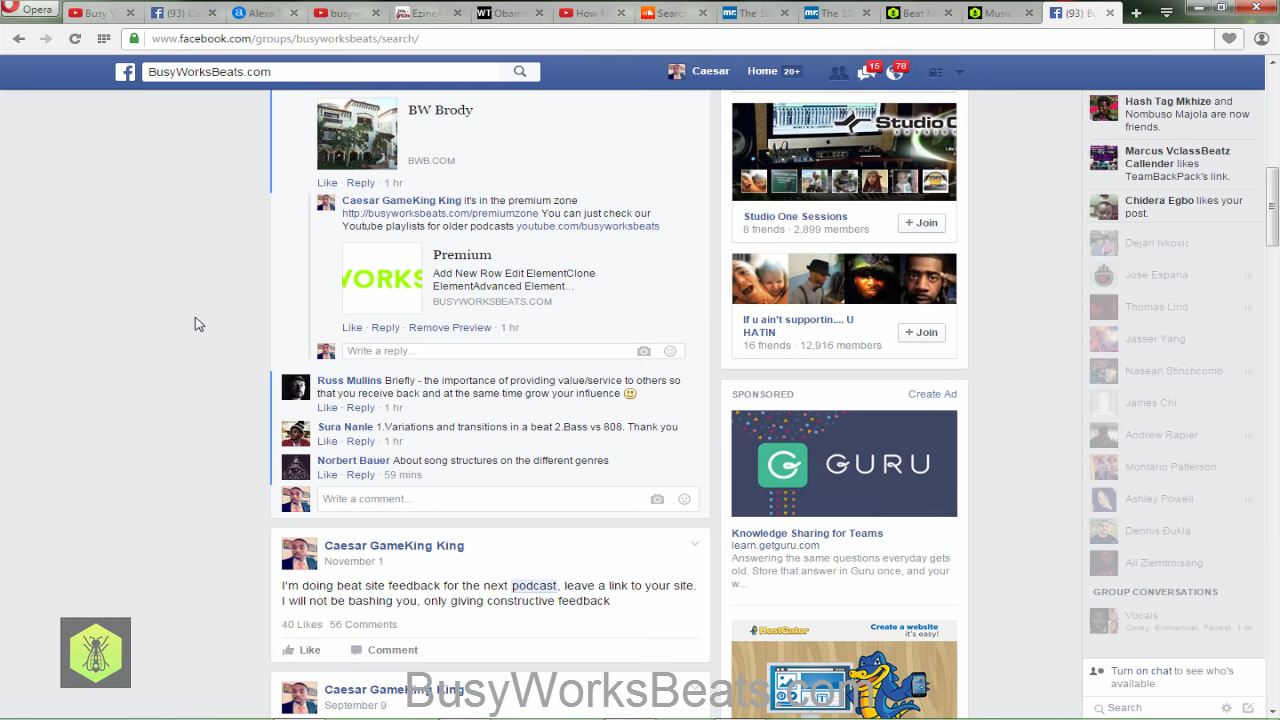 Opera
Busy W
(93) C
Alexa
busyw
EzineA
Obama
How M
Search
The 10
The 10
Beat M
Music
(93) Bu
www.facebook.com/groups/busyworksbeats/search/
BusyWorksBeats.com
Caesar
Home 20+
15
78
BW Brody
BWB.COM
Like · Reply · 1 hr
Caesar GameKing King it's in the premium zone
http://busyworksbeats.com/premiumzone You can just check our
Youtube playlists for older podcasts youtube.com/busyworksbeats
WORKS
Premium
Add New Row Edit ElementClone
ElementAdvanced Element...
BUSYWORKSBEATS.COM
Like · Reply · Remove Preview · 1 hr
Write a reply...
Russ Mullins Briefly - the importance of providing value/service to others so
that you receive back and at the same time grow your influence
Like · Reply · 1 hr
Sura Nanle 1.Variations and transitions in a beat 2.Bass vs 808. Thank you
Like · Reply · 1 hr
Norbert Bauer About song structures on the different genres
Like · Reply · 59 mins
Write a comment...
Caesar GameKing King
November 1
I'm doing beat site feedback for the next podcast, leave a link to your site.
I will not be bashing you, only giving constructive feedback
40 Likes 56 Comments
Like Comment
Caesar GameKing King
September 9
Studio O
Studio One Sessions
8 friends · 2,899 members
+ Join
If u ain't supportin.... U
HATIN
16 friends · 12,916 members
+ Join
SPONSORED
Create Ad
GURU
Knowledge Sharing for Teams
learn.getguru.com
Answering the same questions everyday gets
old. Store that answer in Guru once, and your
w...
HostGator
Create a website
it's easy!
Hash Tag Mkhize and
Nombuso Majola are now
friends.
Marcus VclassBeatz
Callender likes
TeamBackPack's link.
Chidera Egbo likes your
post.
Dejan Ivkovic
Jose Espana 1h
Thomas Lind
Jasser Yang
Nasean Stinchcomb
James Chi
Andrew Rapier
Montario Patterson
Ashley Powell
Dennis Đukla
Ali Ziemtroisang
GROUP CONVERSATIONS
Vocals
Turn on chat to see who's
available.
Search
BusyWorksBeats.com